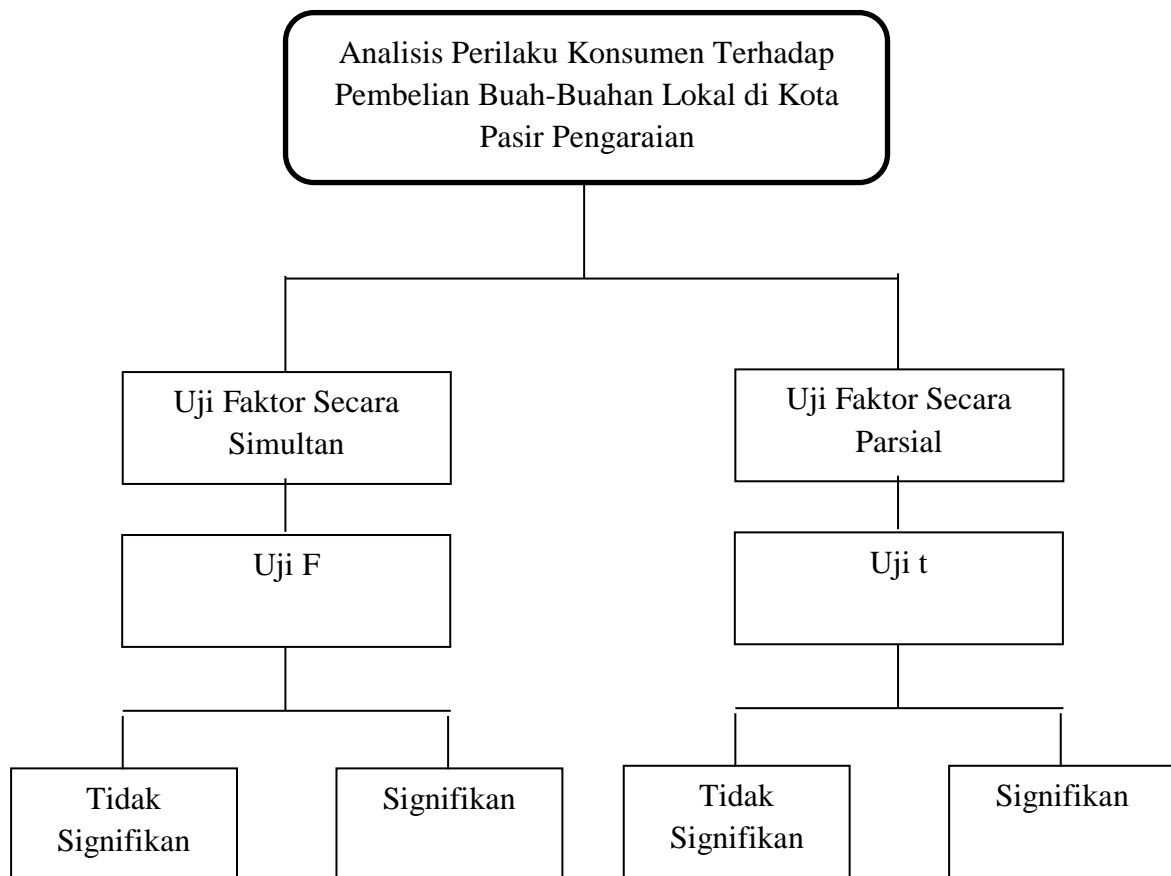 Analisis Perilaku Konsumen Terhadap
Pembelian Buah-Buahan Lokal di Kota
Pasir Pengaraian
Uji Faktor Secara
Simultan
Uji Faktor Secara
Parsial
Uji F
Uji t
Tidak
Signifikan
Signifikan
Tidak
Signifikan
Signifikan